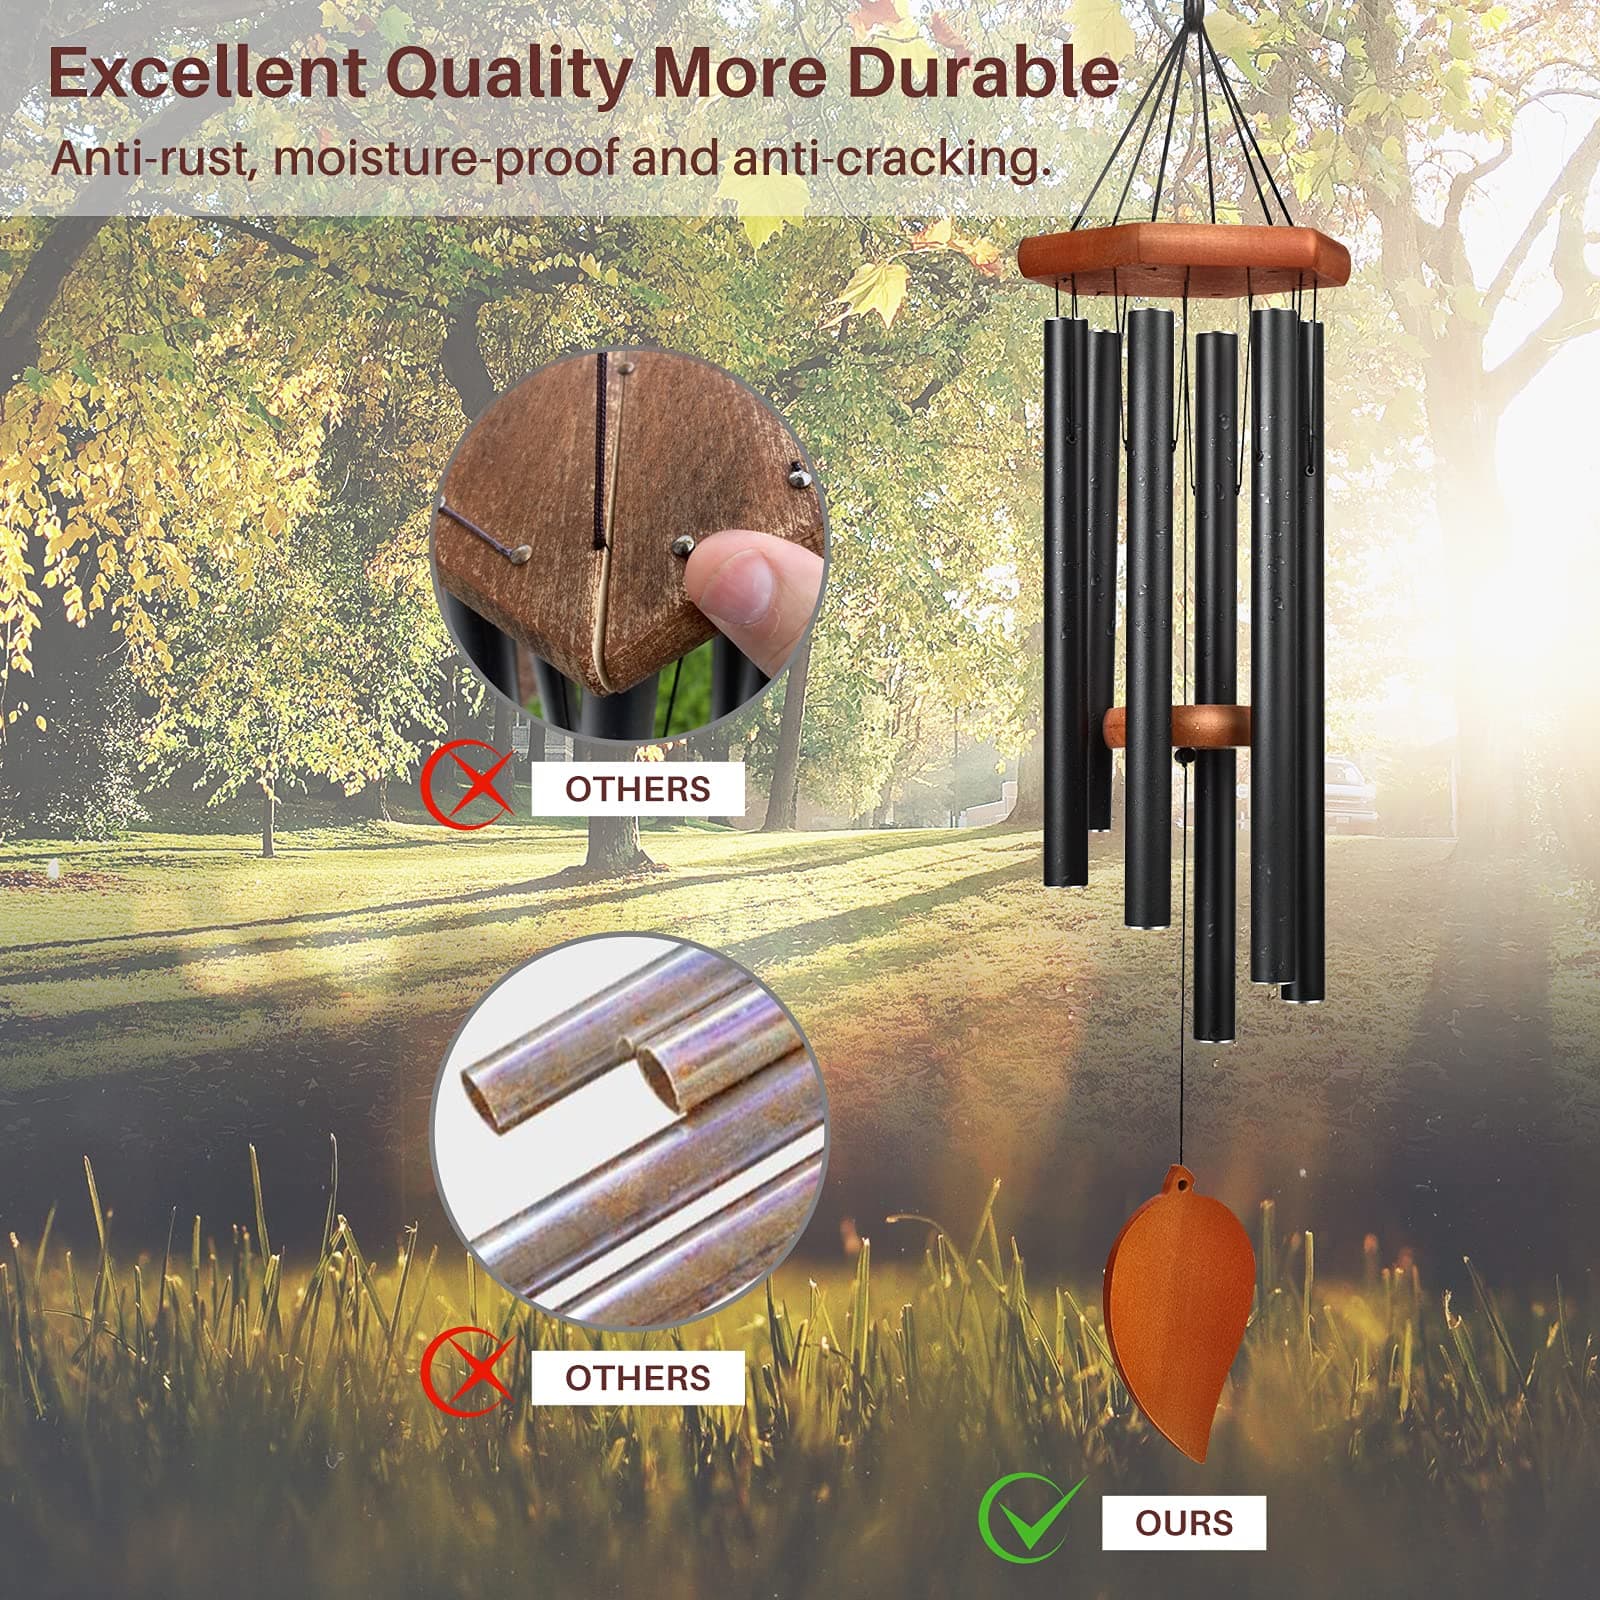 Excellent Quality More Durable
Anti-rust, moisture-proof and anti-cracking.
OTHERS
OTHERS
OURS